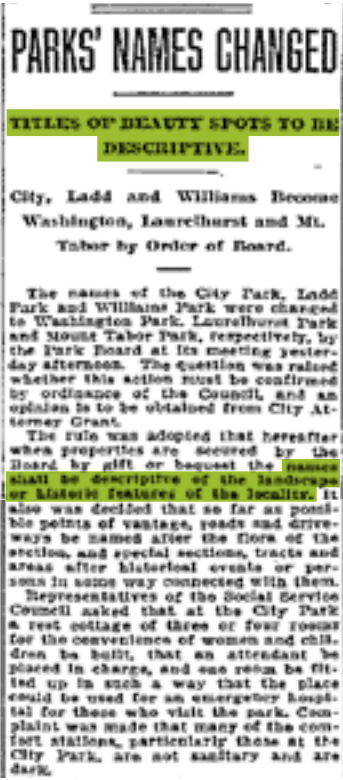 PARKS' NAMES CHANGED
TITLES OF BEAUTY SPOTS TO BE
DESCRIPTIVE.
City, Ladd and Williams Become
Washington, Laurelhurst and Mt.
Tabor by Order of Board.
The names of the City Park, Ladd
Park and Williams Park were changed
to Washington Park, Laurelhurst Park
and Mount Tabor Park, respectively, by
the Park Board at its meeting yester-
day afternoon. The question was raised
whether this action must be confirmed
by ordinance of the Council, and an
opinion is to be obtained from City At-
torney Grant.
The rule was adopted that hereafter
when properties are secured by the
Board by gift or bequest the names
shall be descriptive of the landscape
or historic features of the locality. It
also was decided that so far as possi-
ble points of vantage, roads and drive-
ways be named after the flora of the
section, and special sections, tracts and
areas after historical events or per-
sons in some way connected with them.
Representatives of the Social Service
Council asked that at the City Park
a rest cottage of three or four rooms
for the convenience of women and chil-
dren be built, that an attendant be
placed in charge, and one room be fit-
ted up in such a way that the place
could be used for an emergency hospi-
tal for those who visit the park. Com-
plaint was made that many of the com-
fort stations, particularly those at the
City Park, are not sanitary and are
dark.